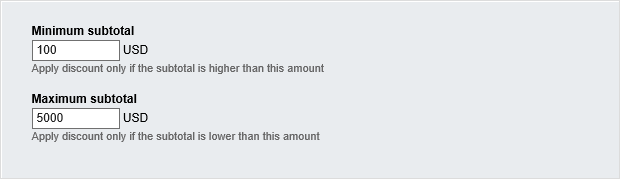 Minimum subtotal
100 USD
Apply discount only if the subtotal is higher than this amount
Maximum subtotal
5000 USD
Apply discount only if the subtotal is lower than this amount